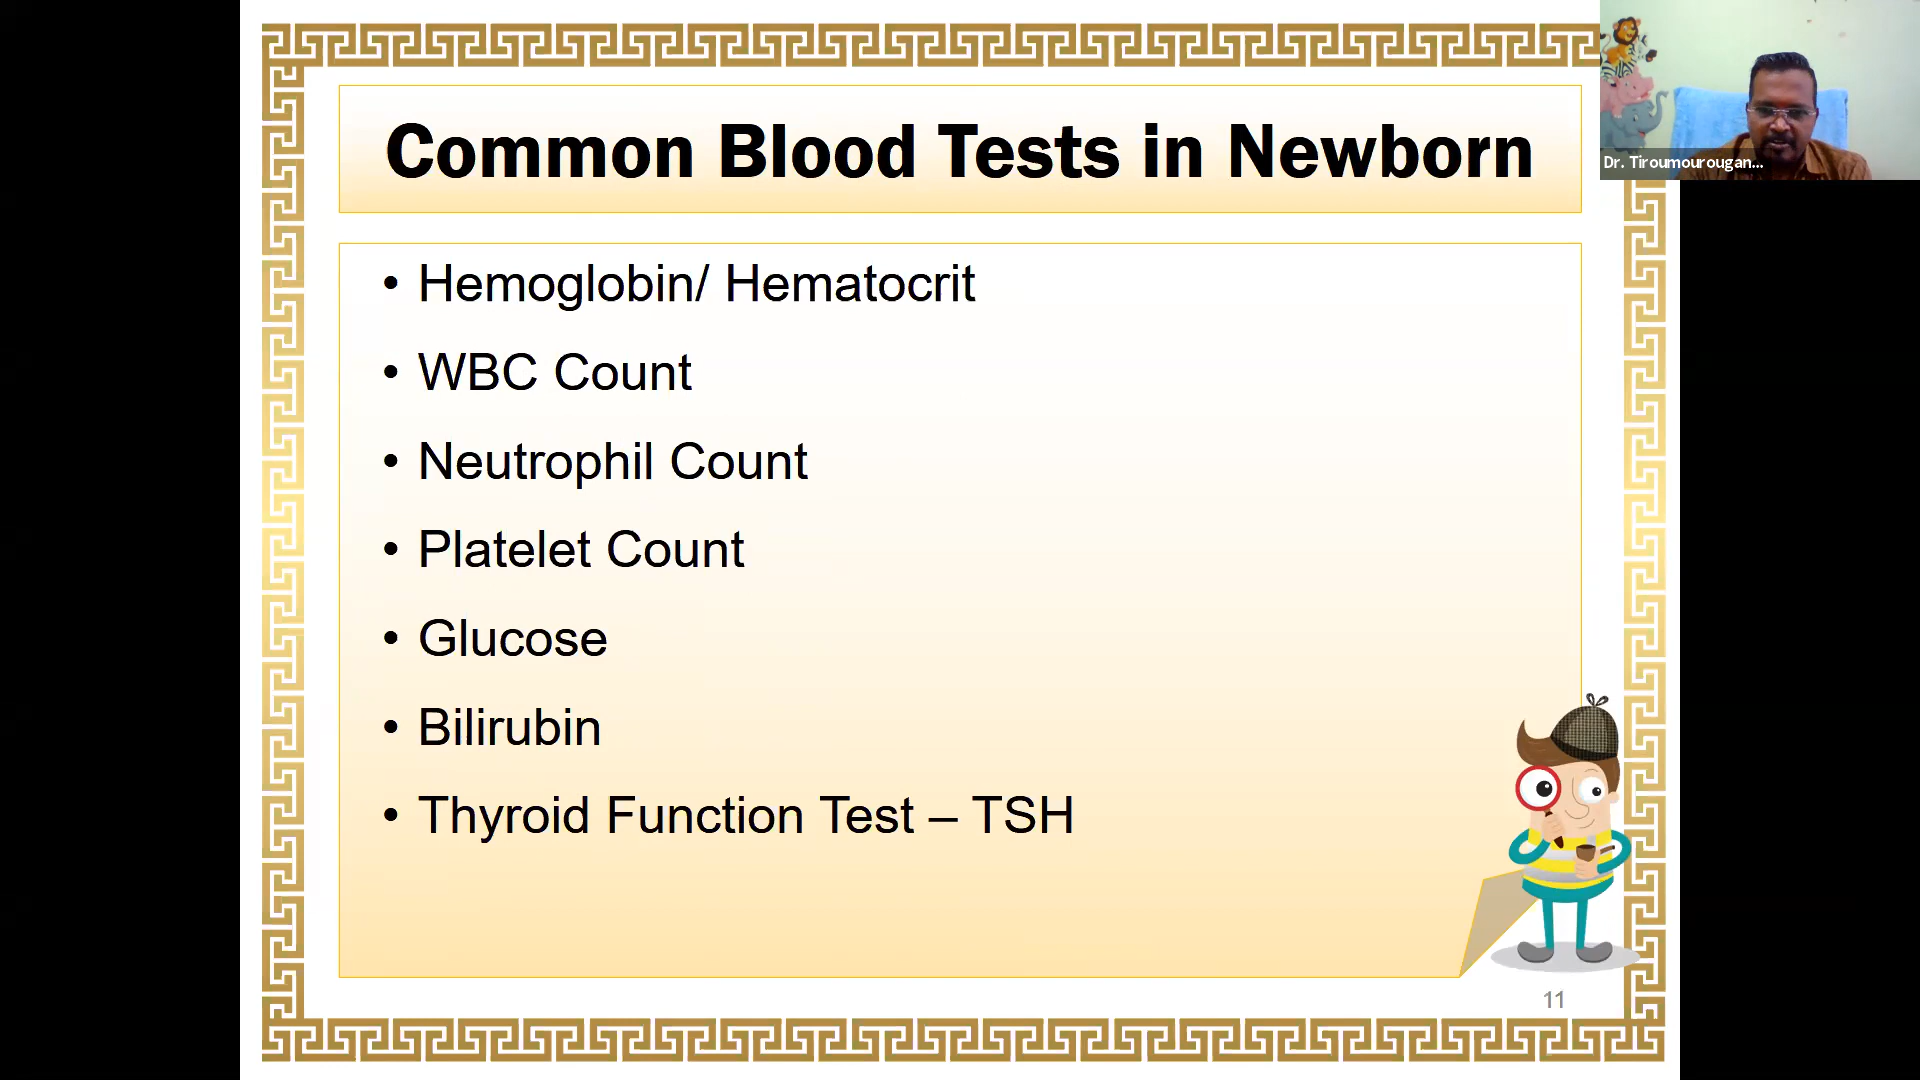 Common Blood Tests in Newborn
Dr. Tiroumourougan...
• Hemoglobin/ Hematocrit
• WBC Count
• Neutrophil Count
• Platelet Count
• Glucose
• Bilirubin
• Thyroid Function Test – TSH
11